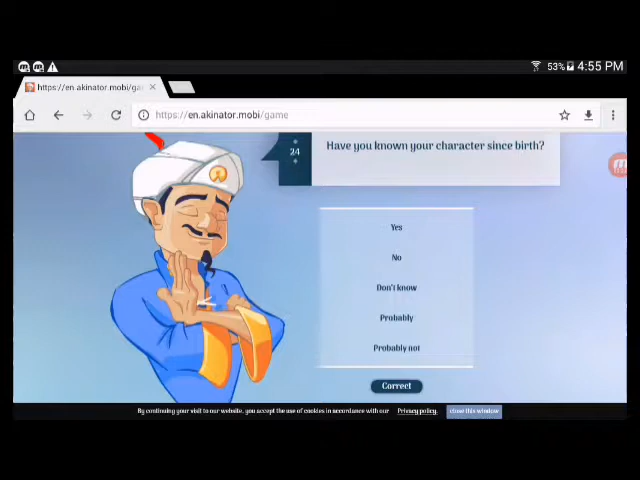 53% 4:55 PM
https://en.akinator.mobi/ga
https://en.akinator.mobi/game
24
Have you known your character since birth?
Yes
No
Don't know
Probably
Probably not
Correct
By continuing your visit to our website, you accept the use of cookies in accordance with our Privacy policy. close this window